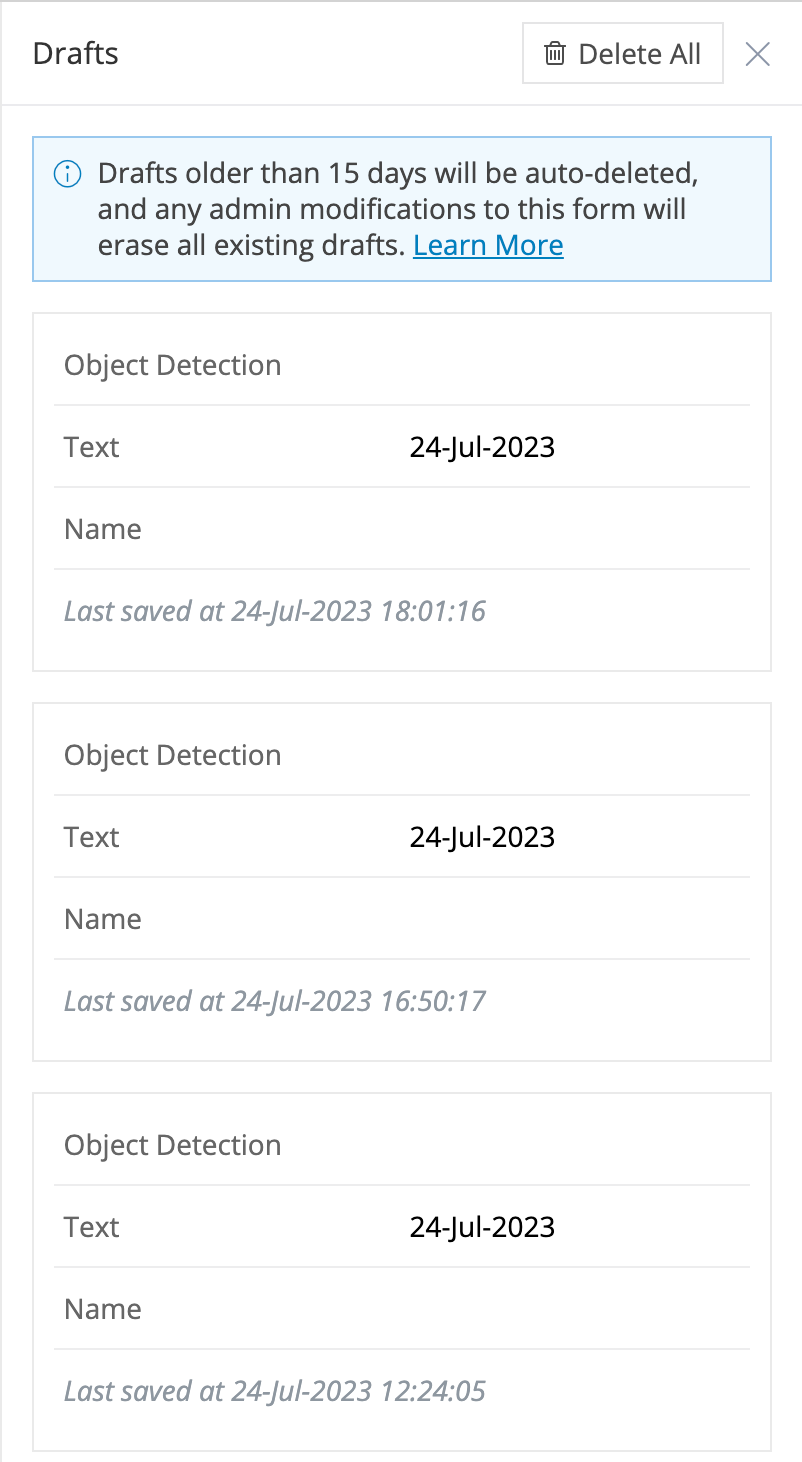 Drafts
Delete All
Drafts older than 15 days will be auto-deleted,
and any admin modifications to this form will
erase all existing drafts. Learn More
Object Detection
Text 24-Jul-2023
Name
Last saved at 24-Jul-2023 18:01:16
Object Detection
Text 24-Jul-2023
Name
Last saved at 24-Jul-2023 16:50:17
Object Detection
Text 24-Jul-2023
Name
Last saved at 24-Jul-2023 12:24:05